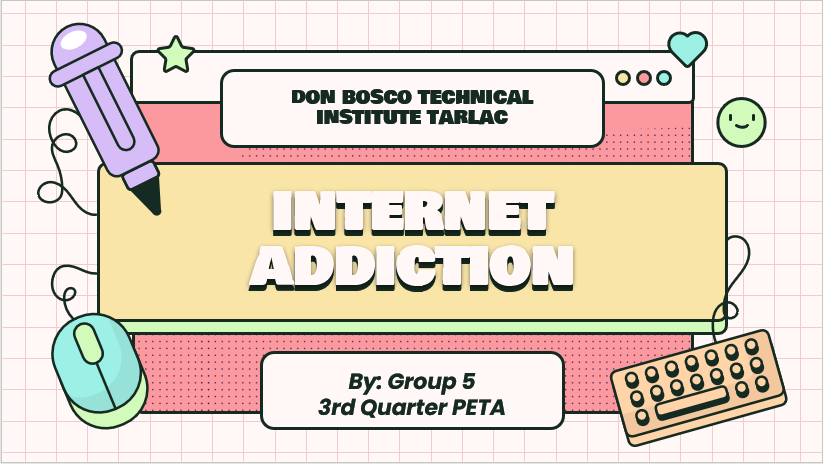 DON BOSCO TECHNICAL
INSTITUTE TARLAC
INTERNET
ADDICTION
By: Group 5
3rd Quarter PETA